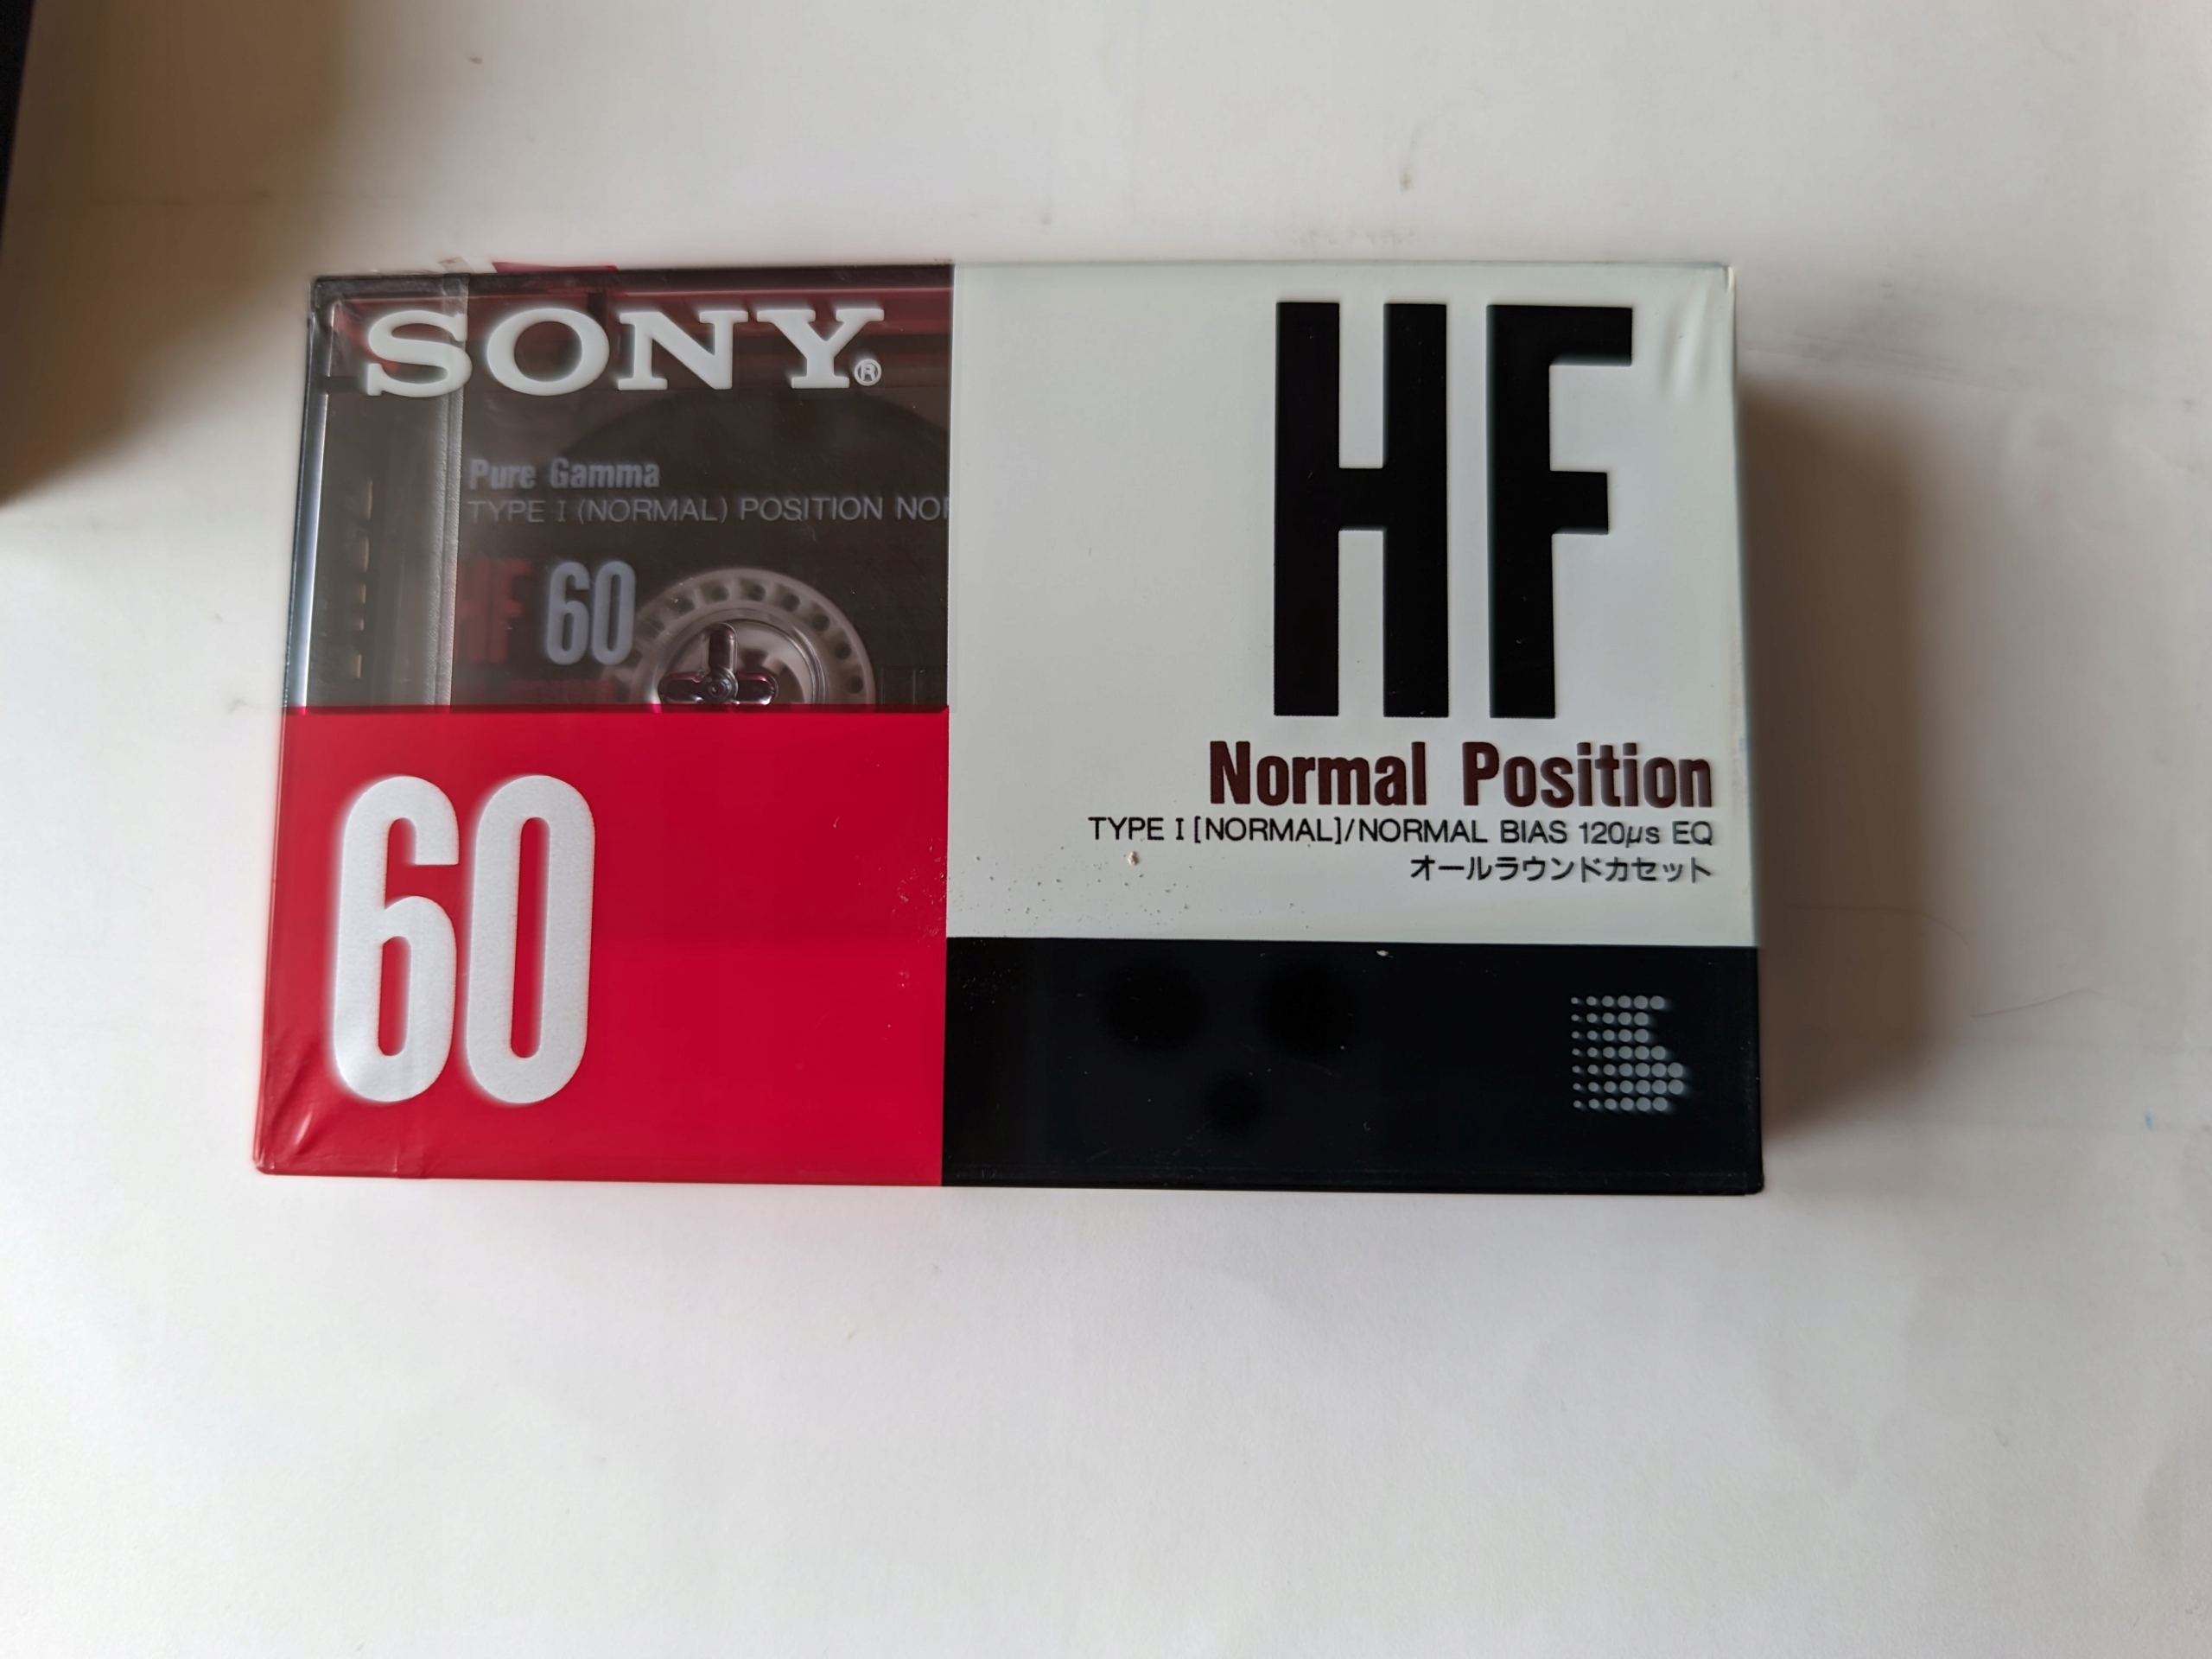 SONY®
Pure Gamma
TYPE I (NORMAL) POSITION NOR
HF 60
60
HF
Normal Position
TYPE I [NORMAL]/NORMAL BIAS 120µs EQ
オールラウンドカセット